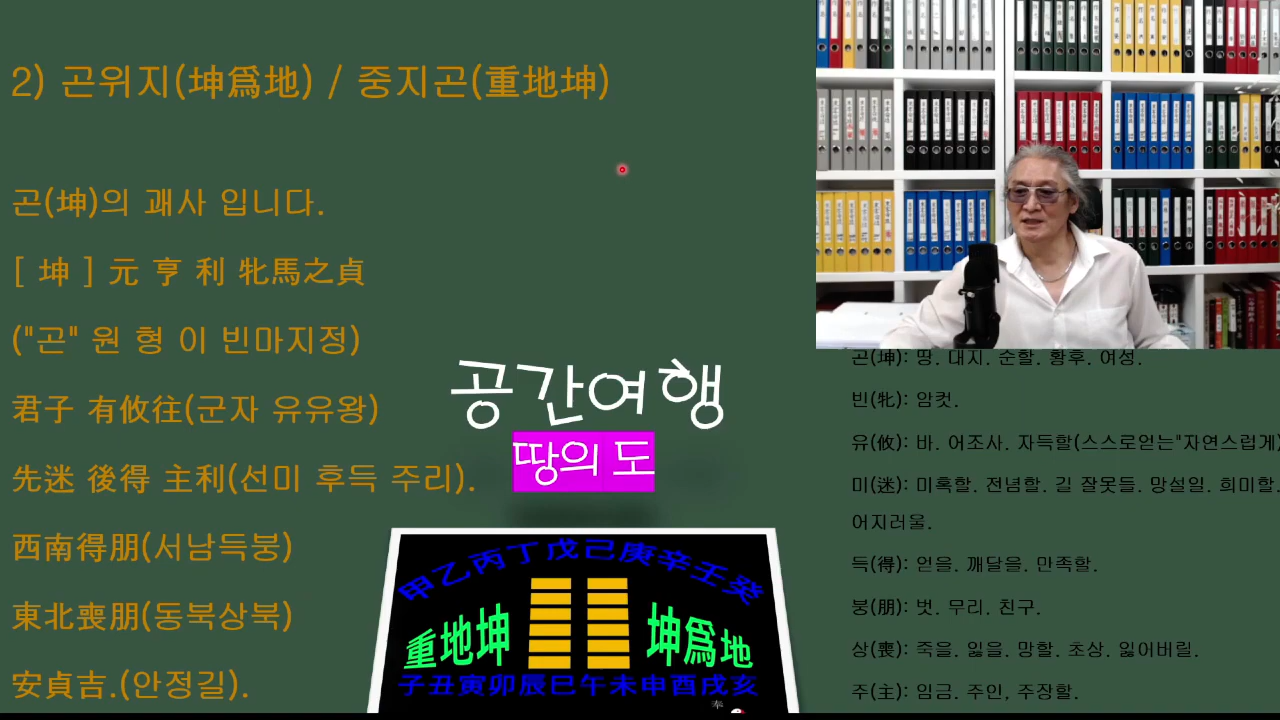 2) 곤위지(坤爲地) / 중지곤(重地坤)
곤(坤)의 괘사 입니다.
[ 坤 ] 元 亨 利 牝馬之貞
("곤" 원 형 이 빈마지정)
君子 有攸往(군자 유유왕)
先迷 後得 主利(선미 후득 주리).
西南得朋(서남득붕)
東北喪朋(동북상북)
安貞吉.(안정길).
공간여행
땅의 도
甲乙丙丁戊己庚辛壬癸
重地坤
坤爲地
子丑寅卯辰巳午未申酉戌亥
곤(坤): 땅. 대지. 순할. 황후. 여성.
빈(牝): 암컷.
유(攸): 바. 어조사. 자득할(스스로얻는"자연스럽게
미(迷): 미혹할. 전념할. 길 잘못들. 망설일. 희미할.
어지러울.
득(得): 얻을. 깨달을. 만족할.
붕(朋): 벗. 무리. 친구.
상(喪): 죽을. 잃을. 망할. 초상. 잃어버릴.
주(主): 임금. 주인. 주장할.